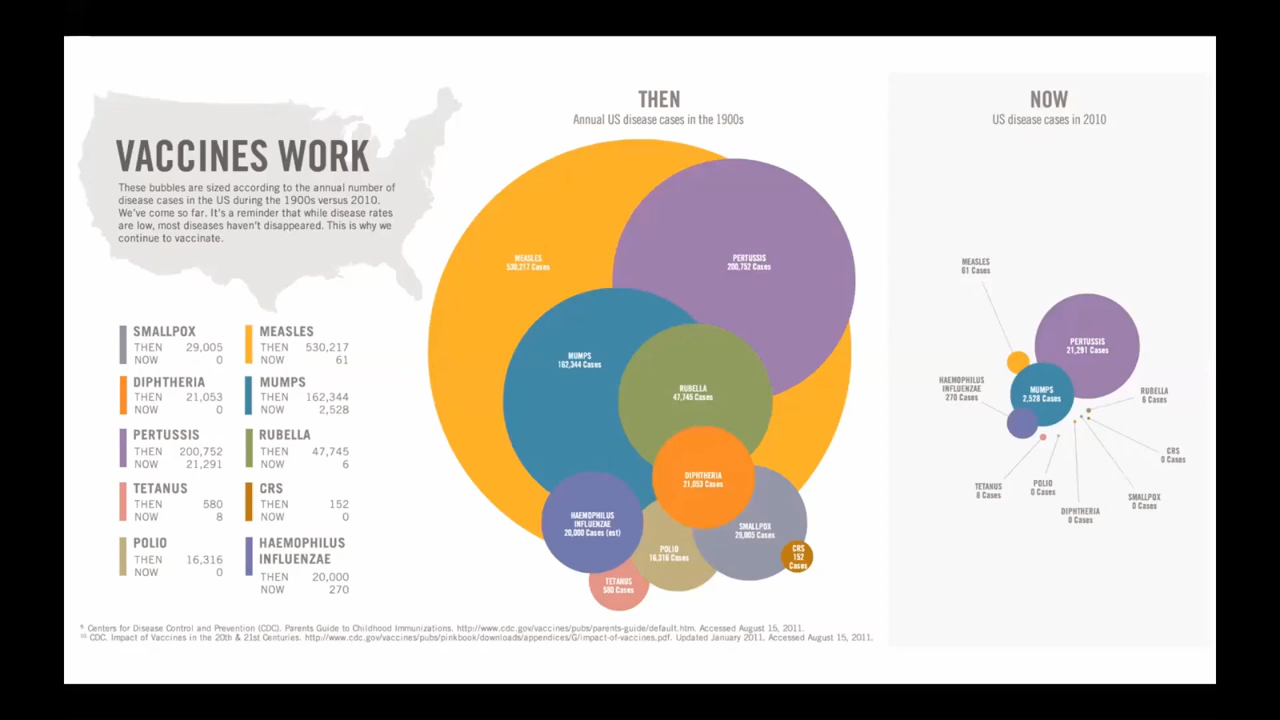 VACCINES WORK
These bubbles are sized according to the annual number of
disease cases in the US during the 1900s versus 2010.
We've come so far. It's a reminder that while disease rates
are low, most diseases haven't disappeared. This is why we
continue to vaccinate.
SMALLPOX
THEN 29,005
NOW 0
MEASLES
THEN 530,217
NOW 61
DIPHTHERIA
THEN 21,053
NOW 0
MUMPS
THEN 162,344
NOW 2,528
PERTUSSIS
THEN 200,752
NOW 21,291
RUBELLA
THEN 47,745
NOW 6
TETANUS
THEN 580
NOW 8
CRS
THEN 152
NOW 0
POLIO
THEN 16,316
NOW 0
HAEMOPHILUS
INFLUENZAE
THEN 20,000
NOW 270
THEN
Annual US disease cases in the 1900s
MEASLES
530,217 Cases
PERTUSSIS
200,752 Cases
MUMPS
162,344 Cases
RUBELLA
47,745 Cases
DIPHTHERIA
21,053 Cases
HAEMOPHILUS
INFLUENZAE
20,000 Cases (est)
SMALLPOX
29,005 Cases
POLIO
16,316 Cases
CRS
152
Cases
TETANUS
580 Cases
NOW
US disease cases in 2010
MEASLES
61 Cases
PERTUSSIS
21,291 Cases
HAEMOPHILUS
INFLUENZAE
270 Cases
MUMPS
2,528 Cases
RUBELLA
6 Cases
CRS
0 Cases
TETANUS
8 Cases
POLIO
0 Cases
SMALLPOX
0 Cases
DIPHTHERIA
0 Cases
Centers for Disease Control and Prevention (CDC). Parents Guide to Childhood Immunizations. http://www.cdc.gov/vaccines/pubs/parents-guide/default.htm. Accessed August 15, 2011.
CDC. Impact of Vaccines in the 20th & 21st Centuries. http://www.cdc.gov/vaccines/pubs/pinkbook/downloads/appendices/G/impact-of-vaccines.pdf. Updated January 2011. Accessed August 15, 2011.